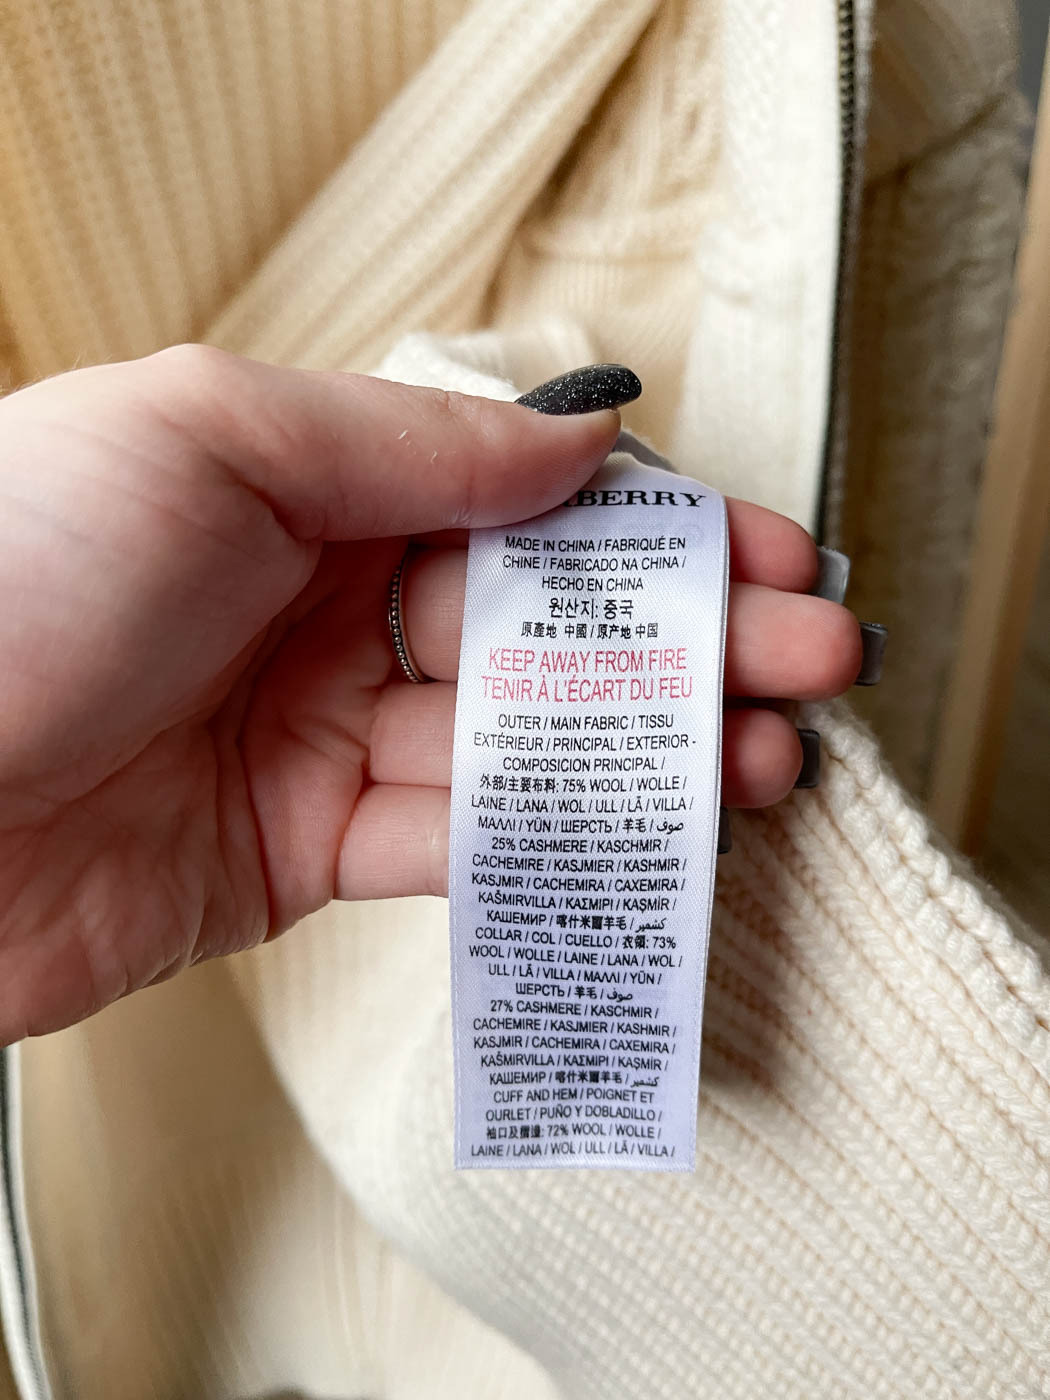 BERRY
MADE IN CHINA / FABRIQUÉ EN
CHINE / FABRICADO NA CHINA /
HECHO EN CHINA
원산지: 중국
原產地 中國 / 原产地 中国
KEEP AWAY FROM FIRE
TENIR À L'ÉCART DU FEU
OUTER / MAIN FABRIC / TISSU
EXTÉRIEUR / PRINCIPAL / EXTERIOR -
COMPOSICION PRINCIPAL /
外部/主要布料: 75% WOOL / WOLLE /
LAINE / LANA / WOL / ULL / LÃ / VILLA /
ΜΑΛΛΙ / YÜN / ШЕРСТЬ / 羊毛 / صوف
25% CASHMERE / KASCHMIR /
CACHEMIRE / KASJMIER / KASHMIR /
KASJMIR / CACHEMIRA / CAXEMIRA /
KAŠMIRVILLA / ΚΑΣΜΙΡΙ / KAŞMİR /
КАШЕМИР / 喀什米爾羊毛 / كشمير
COLLAR / COL / CUELLO / 衣領: 73%
WOOL / WOLLE / LAINE / LANA / WOL /
ULL / LÃ / VILLA / ΜΑΛΛΙ / YÜN /
ШЕРСТЬ / 羊毛 / صوف
27% CASHMERE / KASCHMIR /
CACHEMIRE / KASJMIER / KASHMIR /
KASJMIR / CACHEMIRA / CAXEMIRA /
KAŠMIRVILLA / ΚΑΣΜΙΡΙ / KAŞMİR /
КАШЕМИР / 喀什米爾羊毛 / كشمير
CUFF AND HEM / POIGNET ET
OURLET / PUÑO Y DOBLADILLO /
袖口及摺邊: 72% WOOL / WOLLE /
LAINE / LANA / WOL / ULL / LÃ / VILLA /